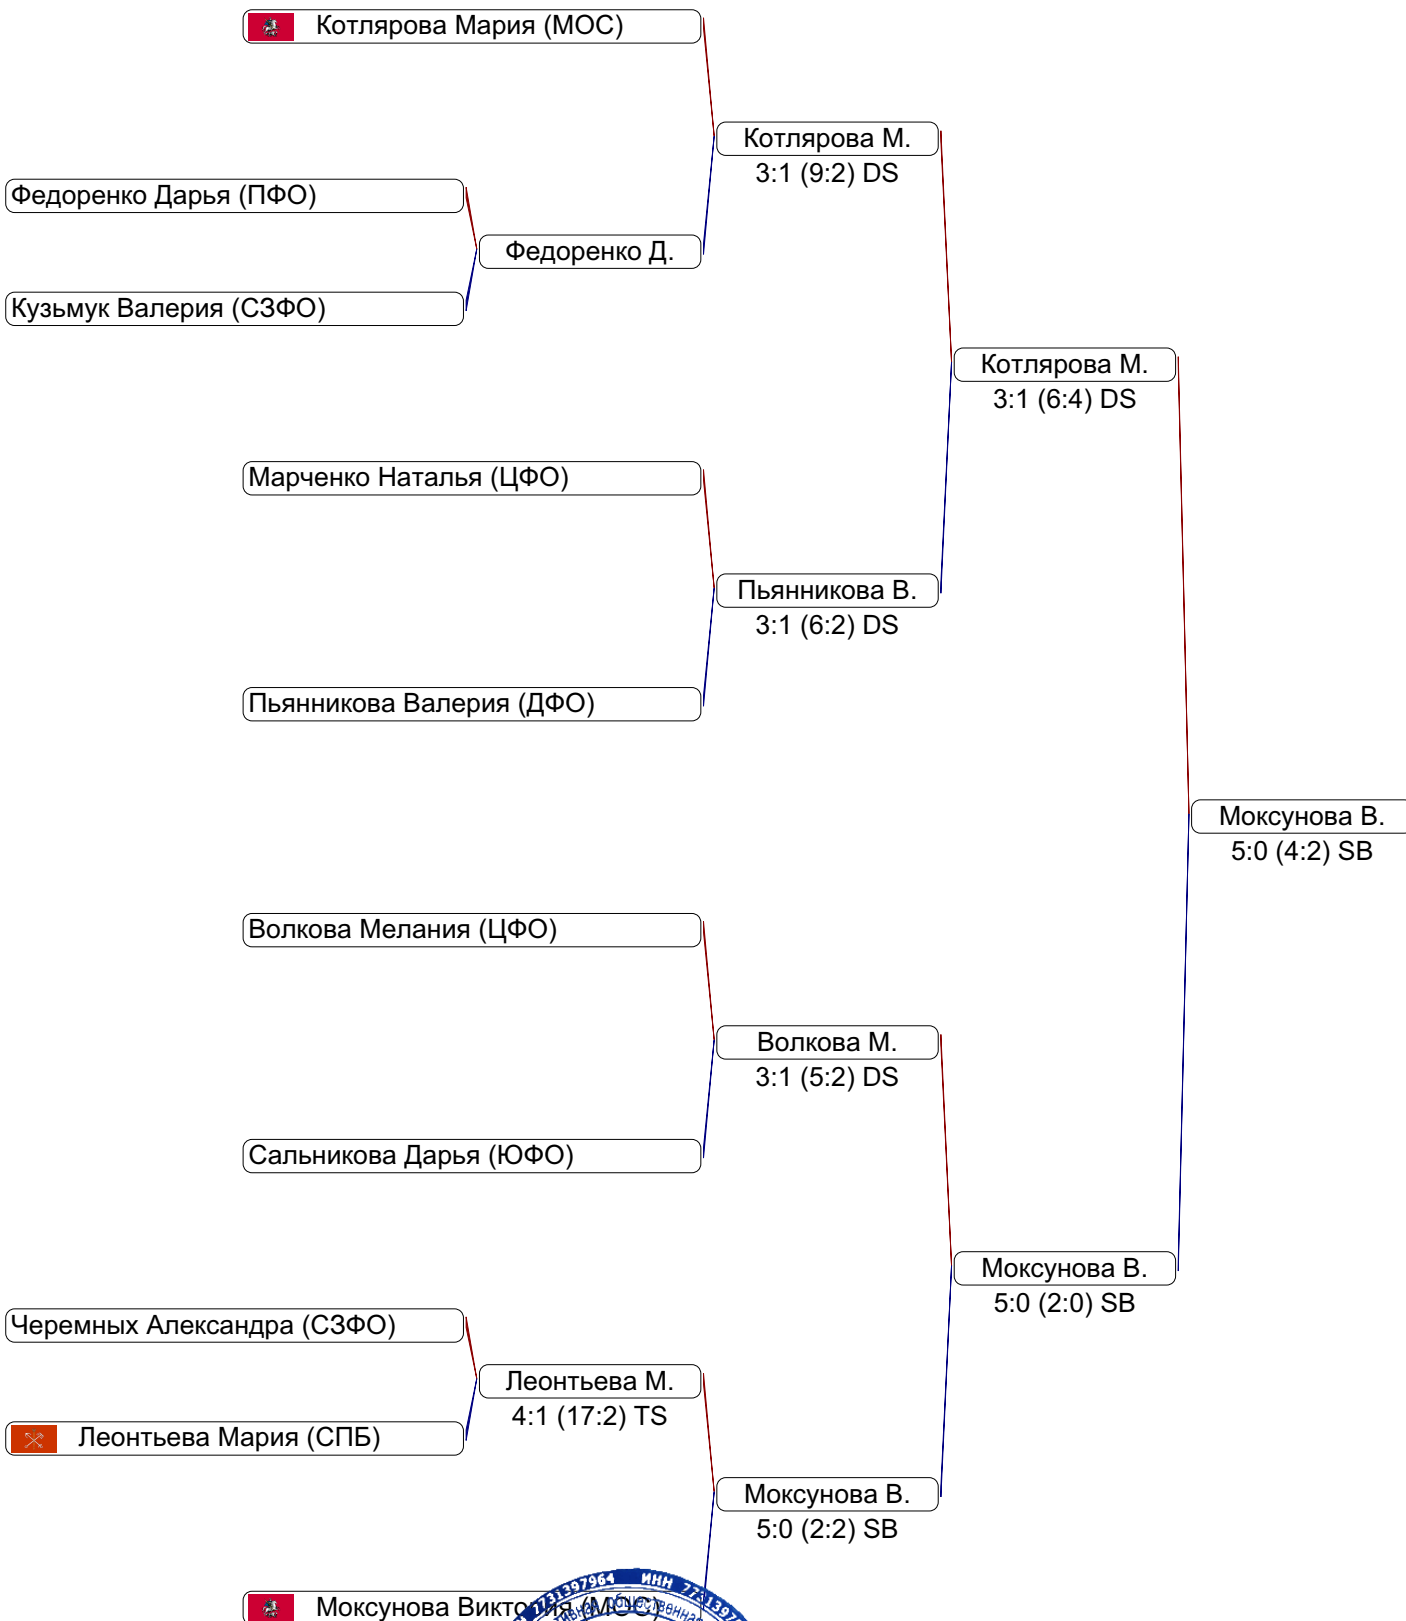 Котлярова Мария (МОС)
Котлярова М.
3:1 (9:2) DS
Федоренко Дарья (ПФО)
Федоренко Д.
Кузьмук Валерия (СЗФО)
Котлярова М.
3:1 (6:4) DS
Марченко Наталья (ЦФО)
Пьянникова В.
3:1 (6:2) DS
Пьянникова Валерия (ДФО)
Моксунова В.
5:0 (4:2) SB
Волкова Мелания (ЦФО)
Волкова М.
3:1 (5:2) DS
Сальникова Дарья (ЮФО)
Моксунова В.
5:0 (2:0) SB
Черемных Александра (СЗФО)
Леонтьева М.
4:1 (17:2) TS
Леонтьева Мария (СПБ)
Моксунова В.
5:0 (2:2) SB
Моксунова Виктория (МОС)
7731397964 ИНН